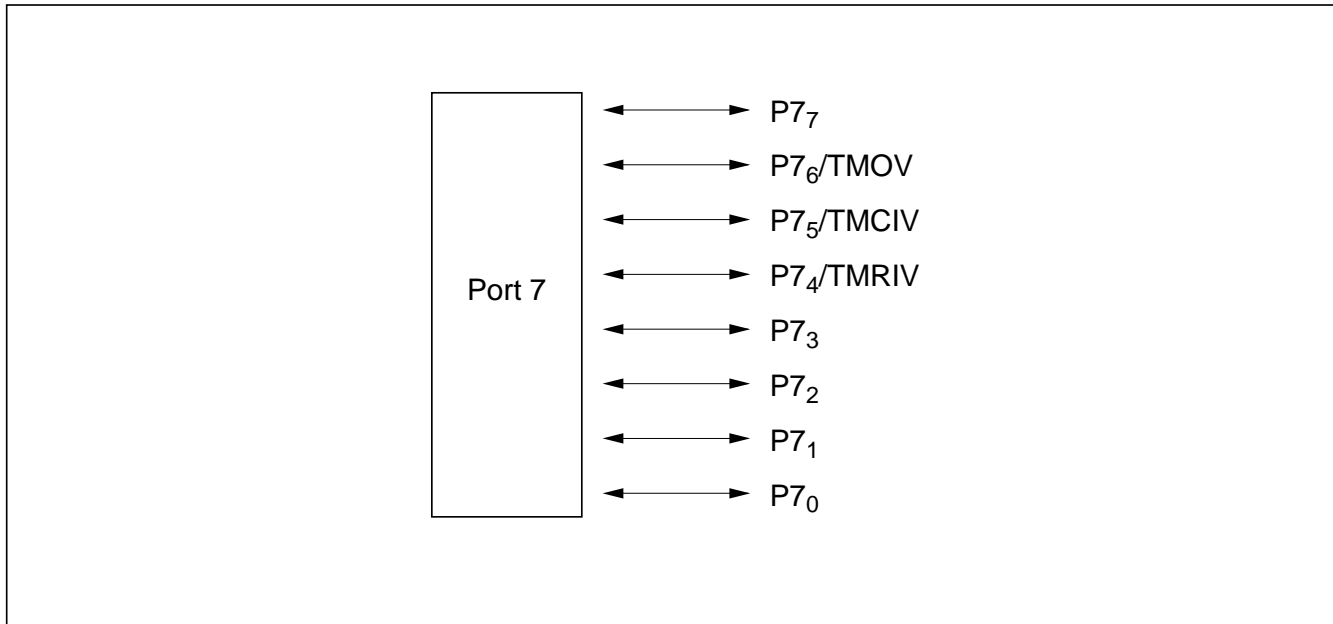 P7₇
P7₆/TMOV
P7₅/TMCIV
P7₄/TMRIV
Port 7
P7₃
P7₂
P7₁
P7₀